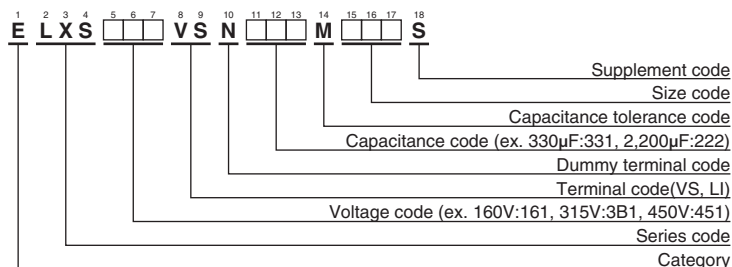 1 2 3 4 5 6 7 8 9 10 11 12 13 14 15 16 17 18
E L X S □□□ V S N □□□ M □□□ S
Supplement code
Size code
Capacitance tolerance code
Capacitance code (ex. 330µF:331, 2,200µF:222)
Dummy terminal code
Terminal code(VS, LI)
Voltage code (ex. 160V:161, 315V:3B1, 450V:451)
Series code
Category